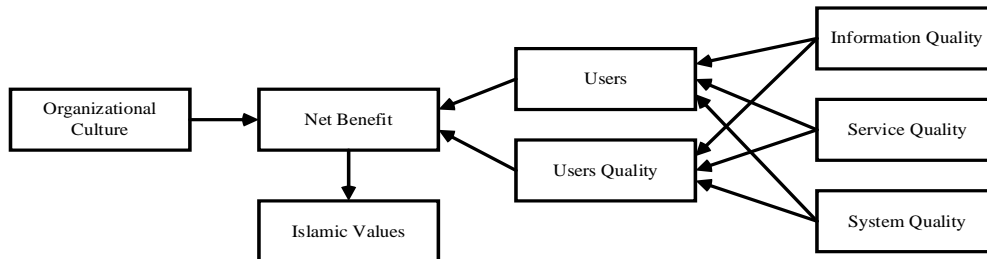 Information Quality
Users
Organizational
Culture
Net Benefit
Service Quality
Users Quality
Islamic Values
System Quality